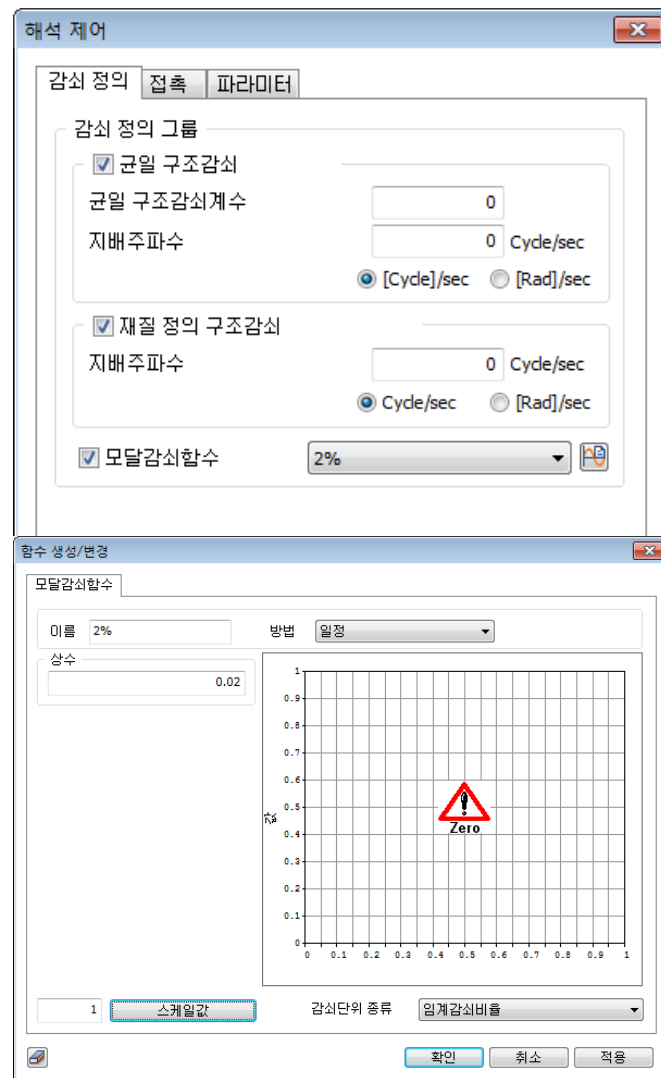 해석 제어
감쇠 정의 접촉 파라미터
감쇠 정의 그룹
균일 구조감쇠
균일 구조감쇠계수 0
지배주파수 0 Cycle/sec
[Cycle]/sec [Rad]/sec
재질 정의 구조감쇠
지배주파수 0 Cycle/sec
Cycle/sec [Rad]/sec
모달감쇠함수 2%
함수 생성/변경
모달감쇠함수
이름 2% 방법 일정
상수
0.02
1
0.9
0.8
0.7
0.6
0.5
0.4
0.3
0.2
0.1
0
Zero
0 0.1 0.2 0.3 0.4 0.5 0.6 0.7 0.8 0.9 1
1 스케일값 감쇠단위 종류 임계감쇠비율
확인 취소 적용